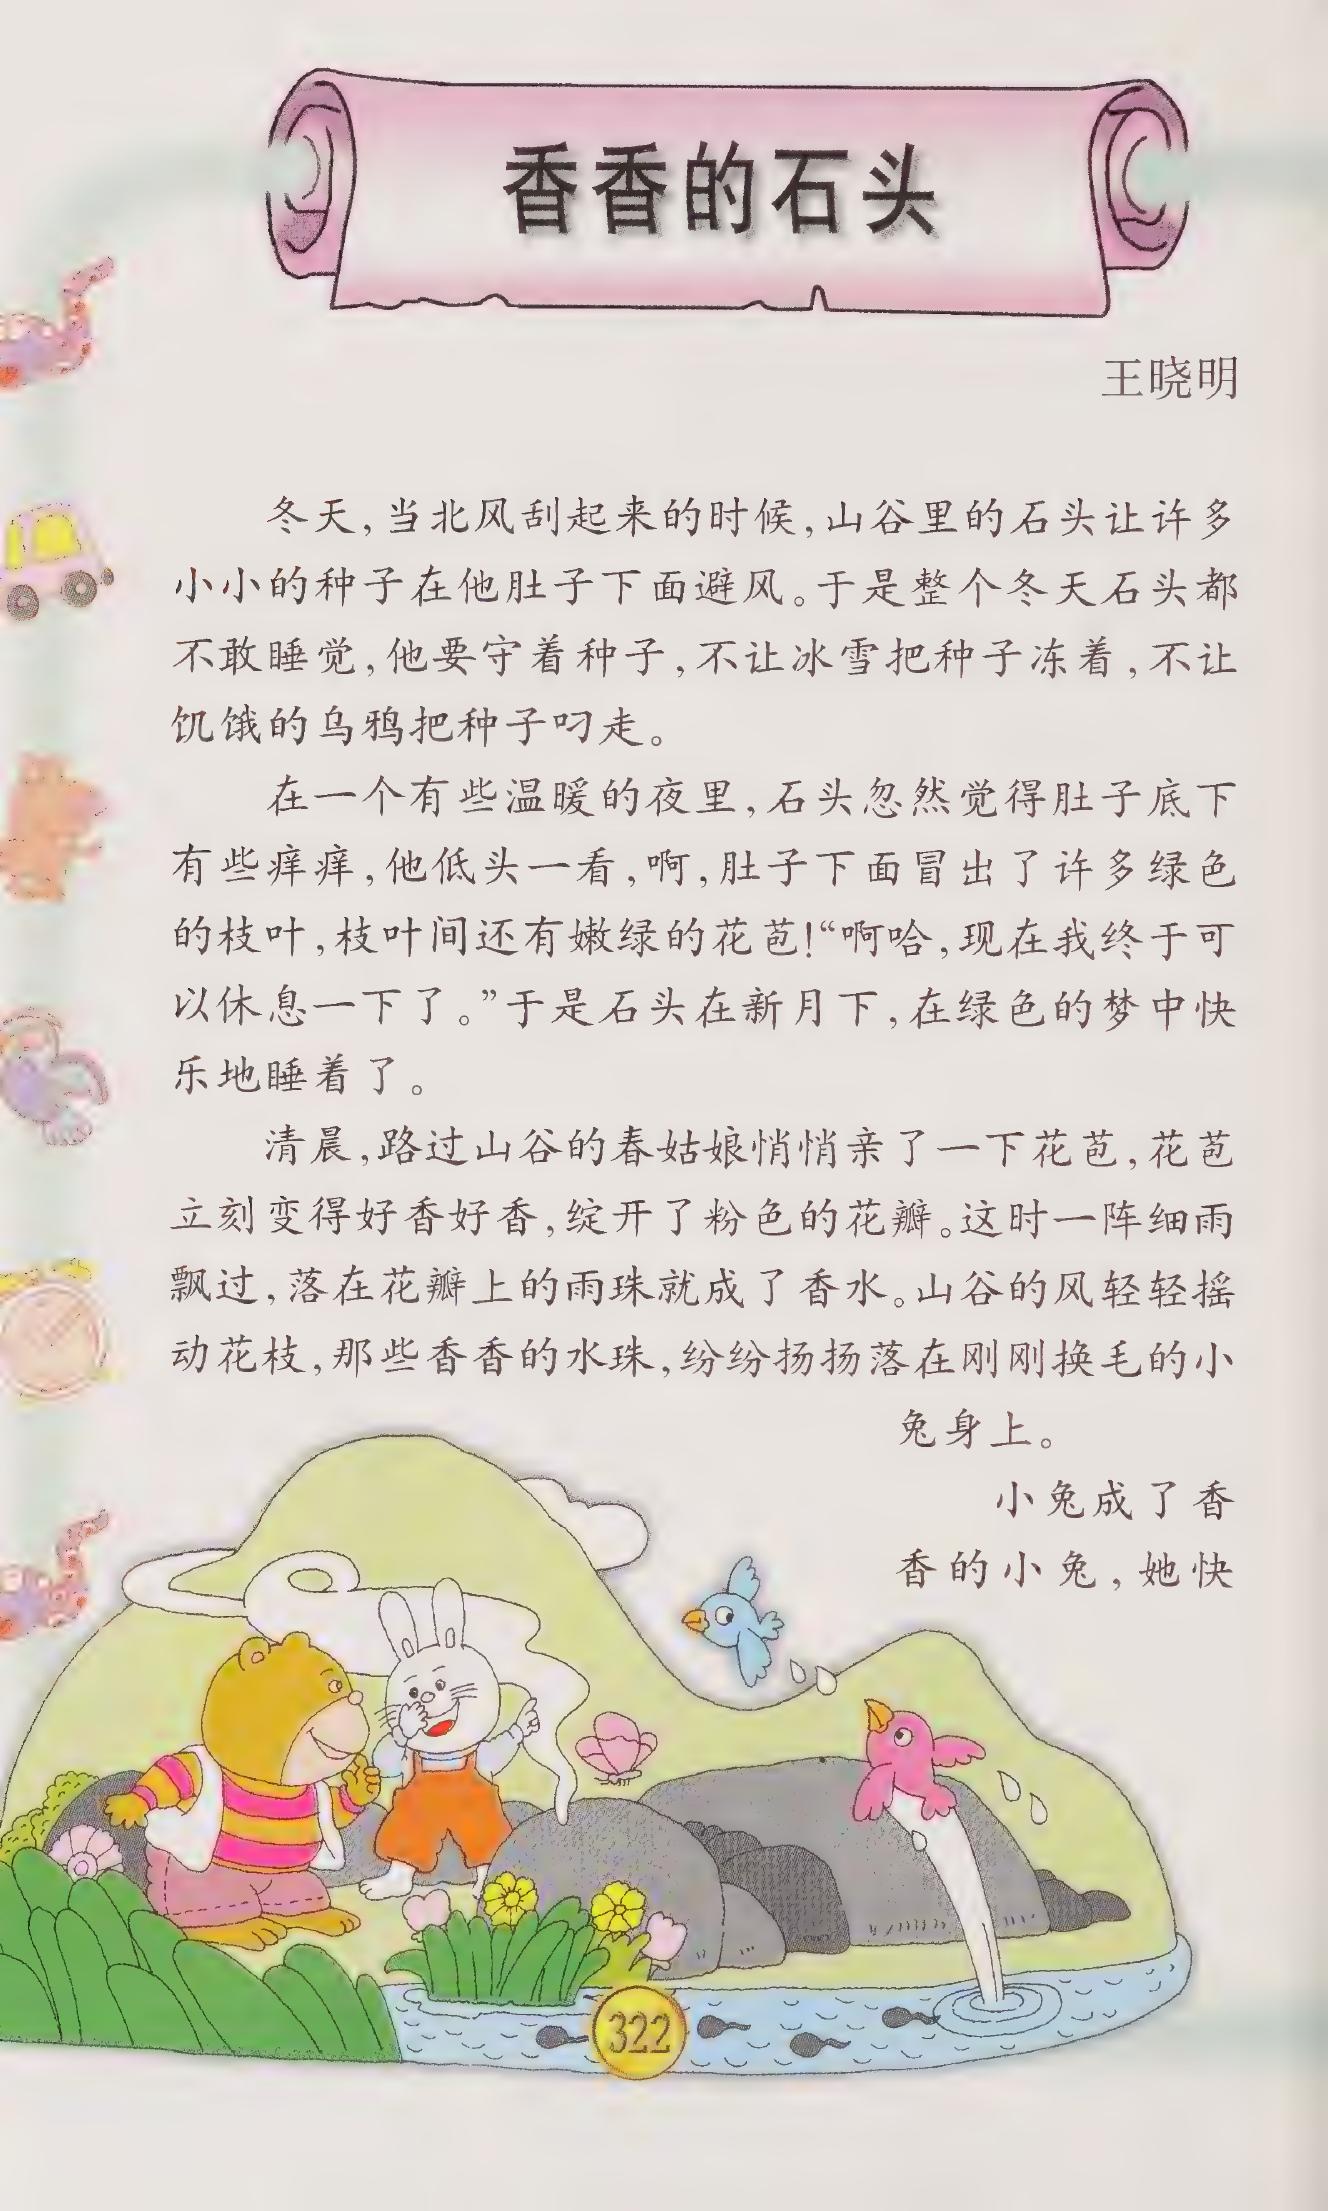 香香的石头
王晓明
冬天,当北风刮起来的时候,山谷里的石头让许多
小小的种子在他肚子下面避风。于是整个冬天石头都
不敢睡觉,他要守着种子,不让冰雪把种子冻着,不让
饥饿的乌鸦把种子叼走。
在一个有些温暖的夜里,石头忽然觉得肚子底下
有些痒痒,他低头一看,啊,肚子下面冒出了许多绿色
的枝叶,枝叶间还有嫩绿的花苞!“啊哈,现在我终于可
以休息一下了。”于是石头在新月下,在绿色的梦中快
乐地睡着了。
清晨,路过山谷的春姑娘悄悄亲了一下花苞,花苞
立刻变得好香好香,绽开了粉色的花瓣。这时一阵细雨
飘过,落在花瓣上的雨珠就成了香水。山谷的风轻轻摇
动花枝,那些香香的水珠,纷纷扬扬落在刚刚换毛的小
兔身上。
小兔成了香
香的小兔,她快
322